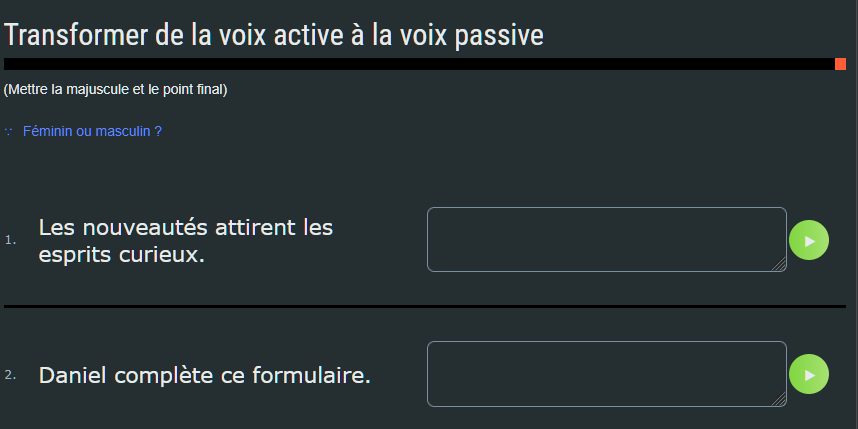 Transformer de la voix active à la voix passive
(Mettre la majuscule et le point final)
∵ Féminin ou masculin ?
1. Les nouveautés attirent les
esprits curieux.
2. Daniel complète ce formulaire.